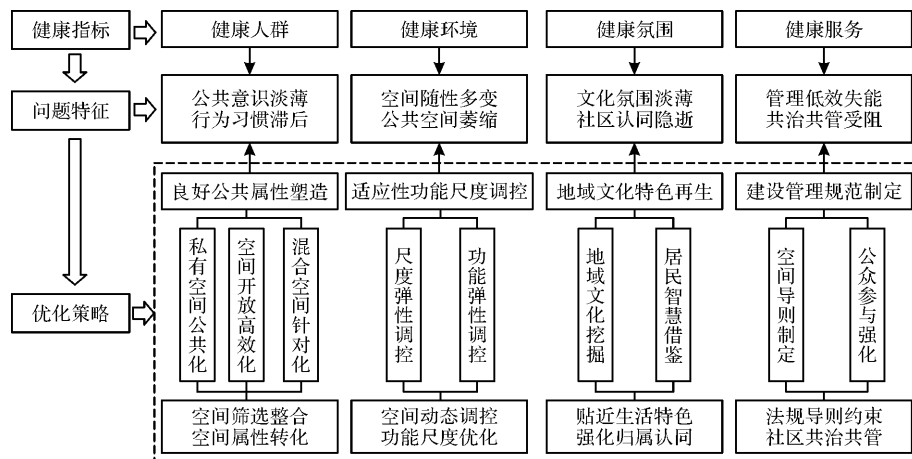 健康指标
健康人群
健康环境
健康氛围
健康服务
问题特征
公共意识淡薄
行为习惯滞后
空间随性多变
公共空间萎缩
文化氛围淡薄
社区认同隐逝
管理低效失能
共治共管受阻
优化策略
良好公共属性塑造
适应性功能尺度调控
地域文化特色再生
建设管理规范制定
私有空间公共化
空间开放高效化
混合空间针对化
尺度弹性调控
功能弹性调控
地域文化挖掘
居民智慧借鉴
空间导则制定
公众参与强化
空间筛选整合
空间属性转化
空间动态调控
功能尺度优化
贴近生活特色
强化归属认同
法规导则约束
社区共治共管